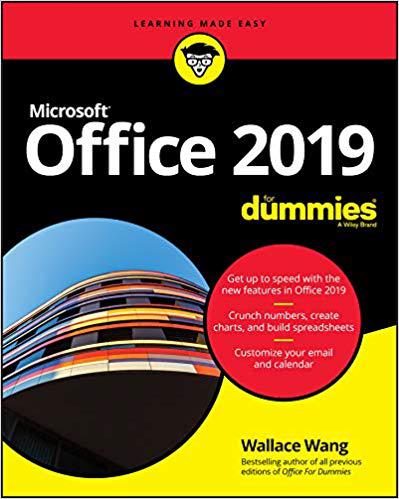 LEARNING MADE EASY
Microsoft®
Office 2019
for
dummies®
A Wiley Brand
Get up to speed with the
new features in Office 2019
Crunch numbers, create
charts, and build spreadsheets
Customize your email
and calendar
Wallace Wang
Bestselling author of all previous
editions of Office For Dummies